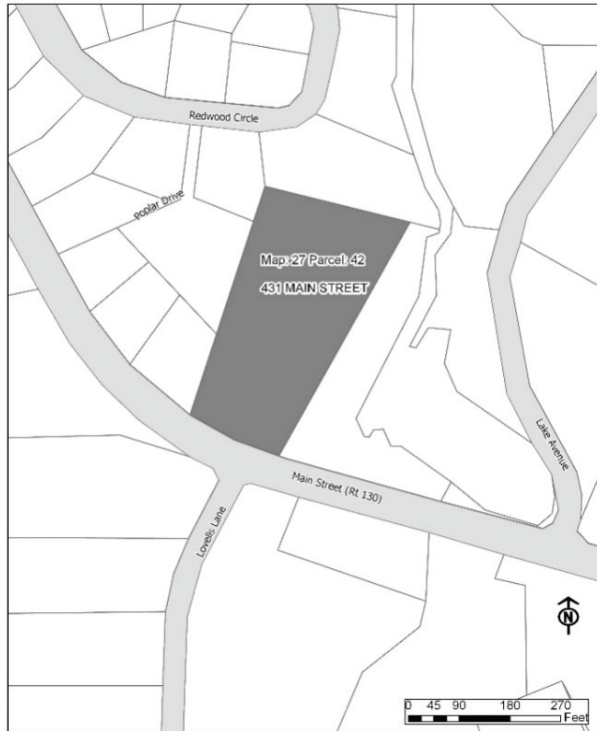 Redwood Circle
Poplar Drive
Map: 27 Parcel: 42
431 MAIN STREET
Lake Avenue
Main Street (Rt 130)
Lovells Lane
N
0 45 90 180 270
Feet